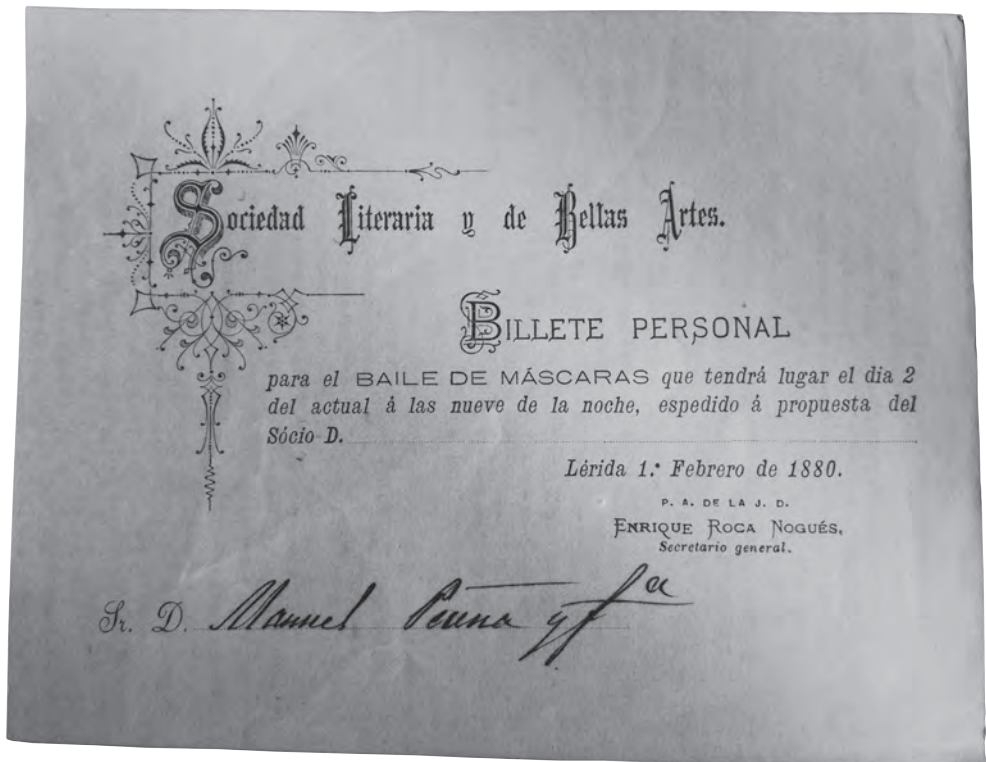 Sociedad Literaria y de Bellas Artes.
BILLETE PERSONAL
para el BAILE DE MÁSCARAS que tendrá lugar el dia 2
del actual á las nueve de la noche, espedido á propuesta del
Sócio D.
Lérida 1.º Febrero de 1880.
P. A. DE LA J. D.
ENRIQUE ROCA NOGUÉS,
Secretario general.
Sr. D. Manuel y fª